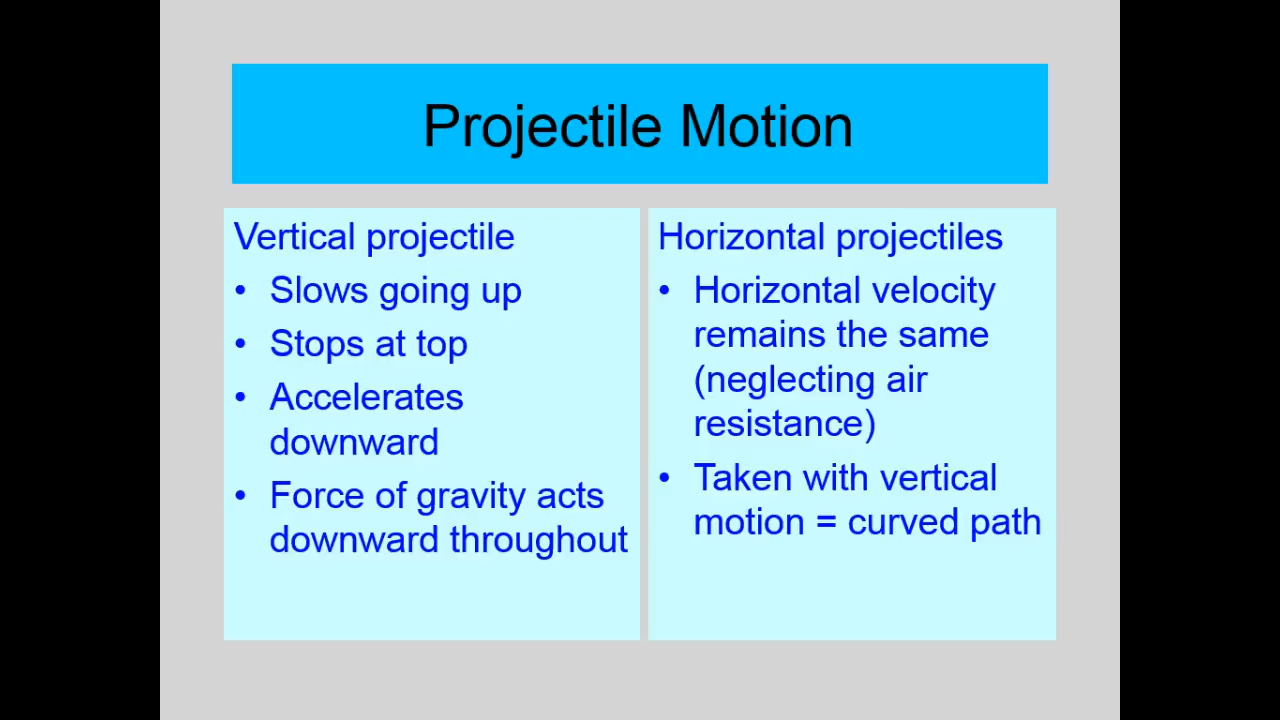 Projectile Motion
Vertical projectile
• Slows going up
• Stops at top
• Accelerates
downward
• Force of gravity acts
downward throughout
Horizontal projectiles
• Horizontal velocity
remains the same
(neglecting air
resistance)
• Taken with vertical
motion = curved path